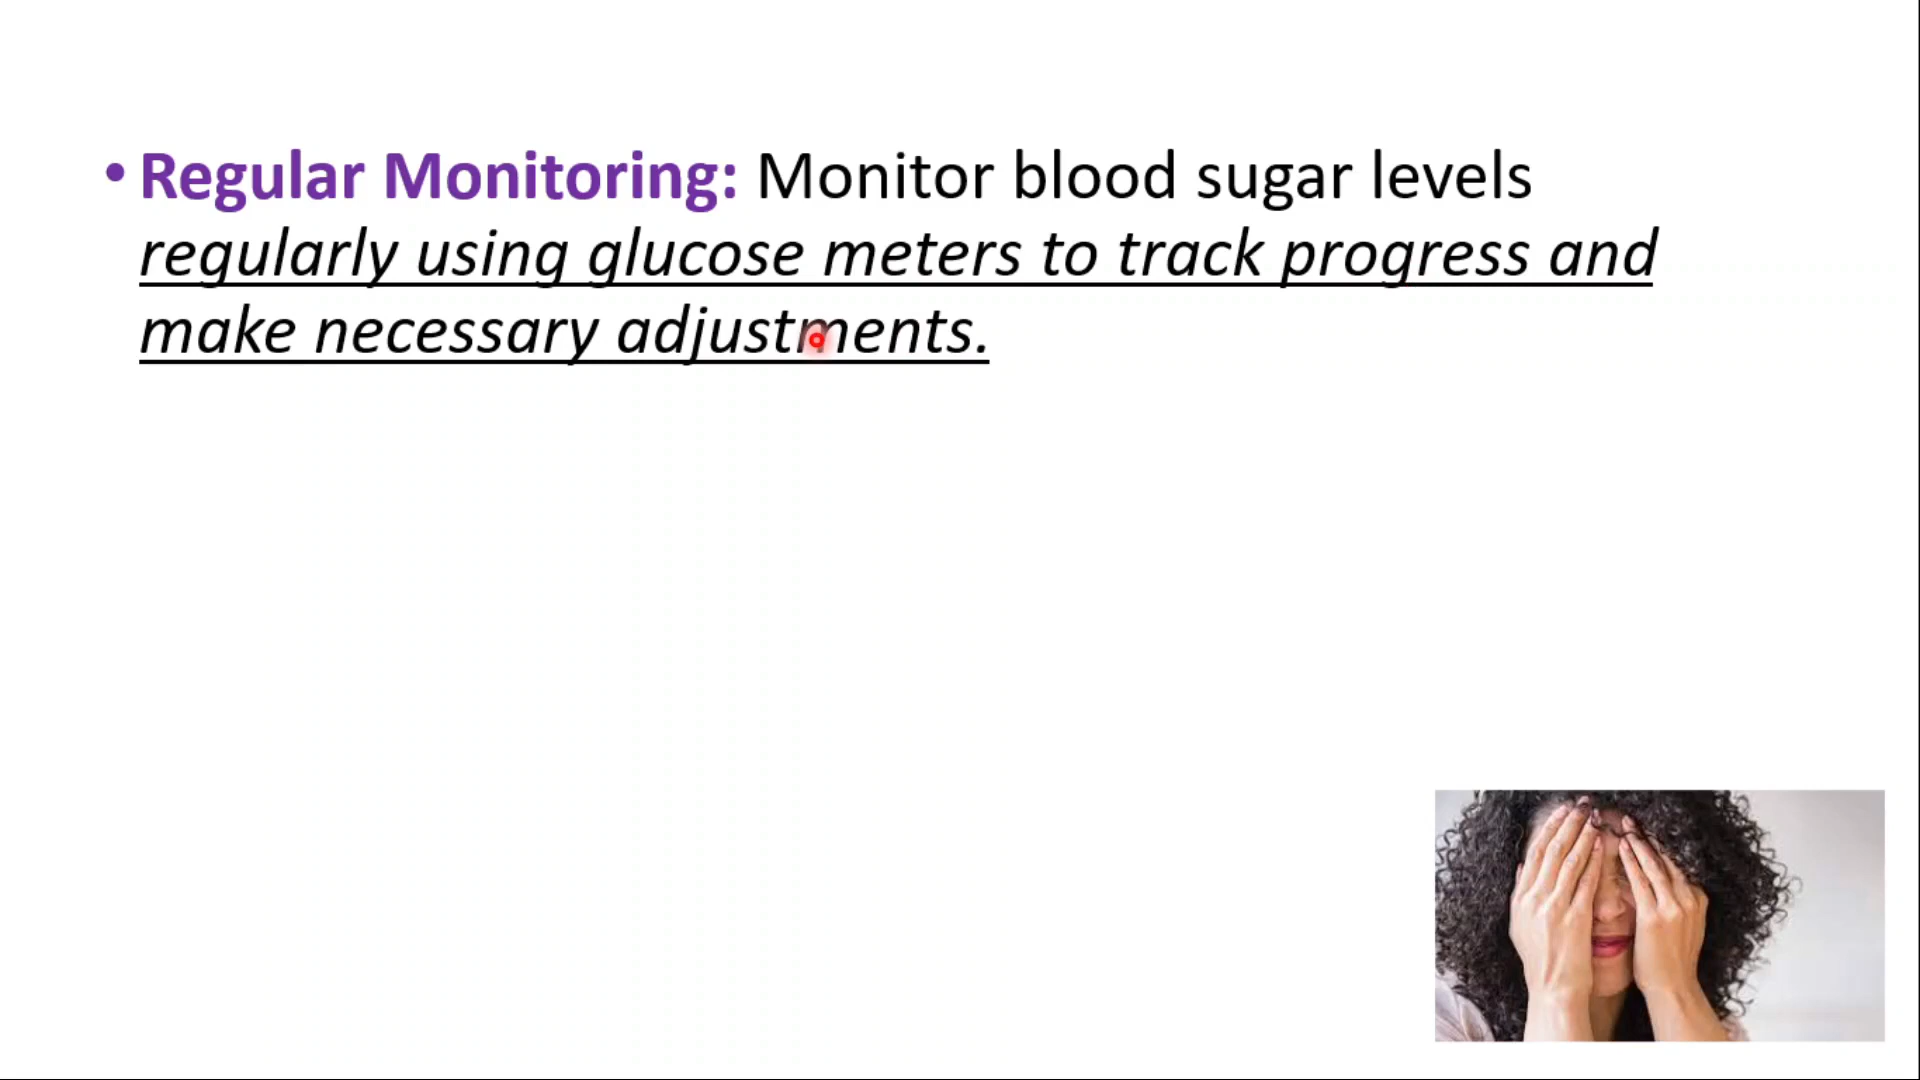 • Regular Monitoring: Monitor blood sugar levels
regularly using glucose meters to track progress and
make necessary adjustments.